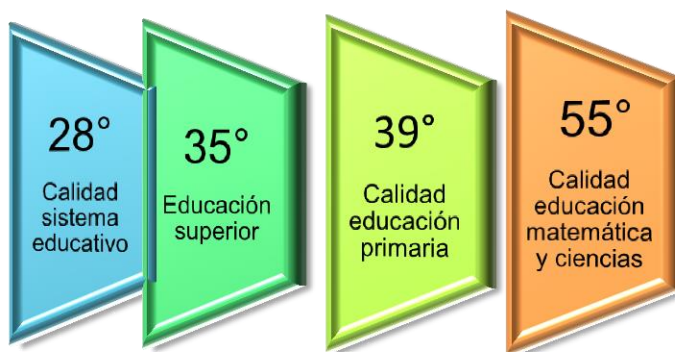 28°
Calidad
sistema
educativo
35°
Educación
superior
39°
Calidad
educación
primaria
55°
Calidad
educación
matemática
y ciencias